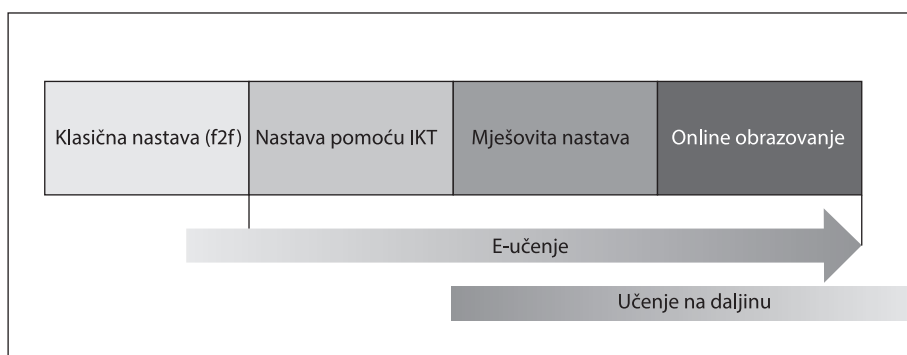 Klasična nastava (f2f)
Nastava pomoću IKT
Mješovita nastava
Online obrazovanje
E-učenje
Učenje na daljinu